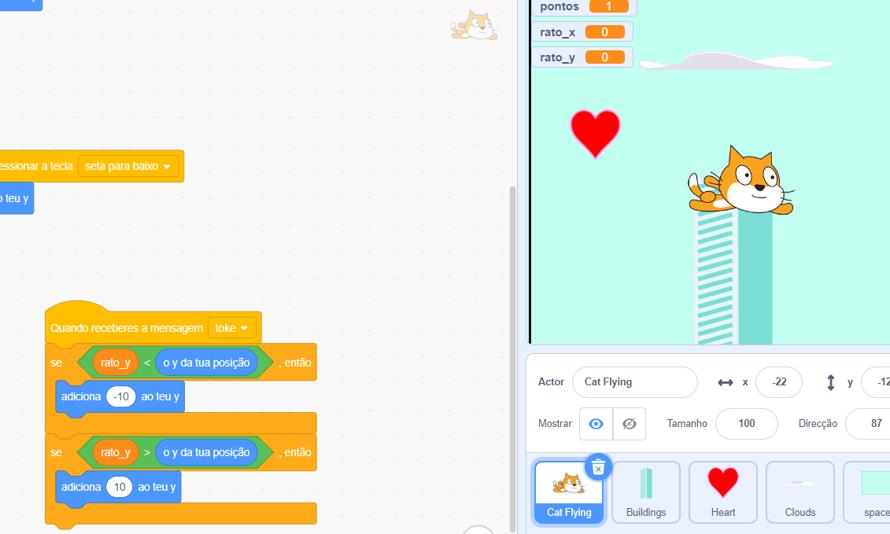 pontos 1
rato_x 0
rato_y 0
essionar a tecla seta para baixo
o teu y
Quando receberes a mensagem toke
se rato_y < o y da tua posição , então
adiciona -10 ao teu y
se rato_y > o y da tua posição , então
adiciona 10 ao teu y
Actor Cat Flying x -22 y -12
Mostrar Tamanho 100 Direcção 87
Cat Flying Buildings Heart Clouds space